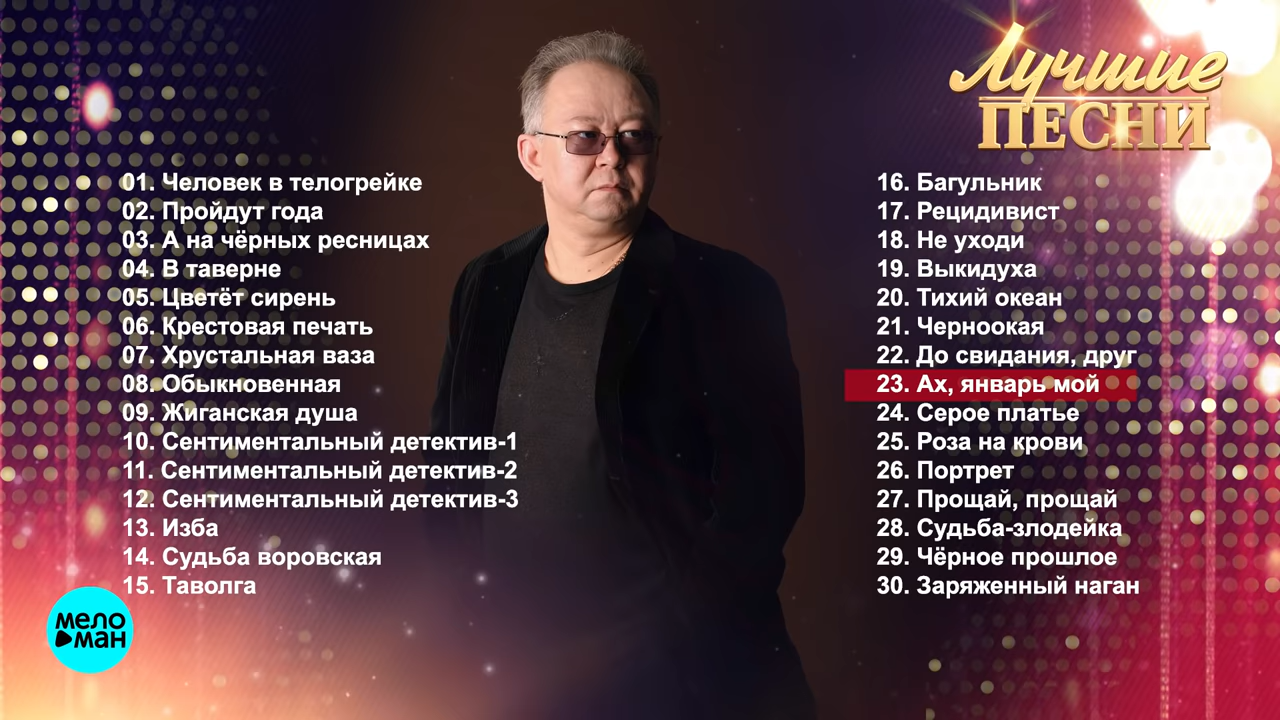 Лучшие
ПЕСНИ
01. Человек в телогрейке
02. Пройдут года
03. А на чёрных ресницах
04. В таверне
05. Цветёт сирень
06. Крестовая печать
07. Хрустальная ваза
08. Обыкновенная
09. Жиганская душа
10. Сентиментальный детектив-1
11. Сентиментальный детектив-2
12. Сентиментальный детектив-3
13. Изба
14. Судьба воровская
15. Таволга
16. Багульник
17. Рецидивист
18. Не уходи
19. Выкидуха
20. Тихий океан
21. Черноокая
22. До свидания, друг
23. Ах, январь мой
24. Серое платье
25. Роза на крови
26. Портрет
27. Прощай, прощай
28. Судьба-злодейка
29. Чёрное прошлое
30. Заряженный наган
мело
ман